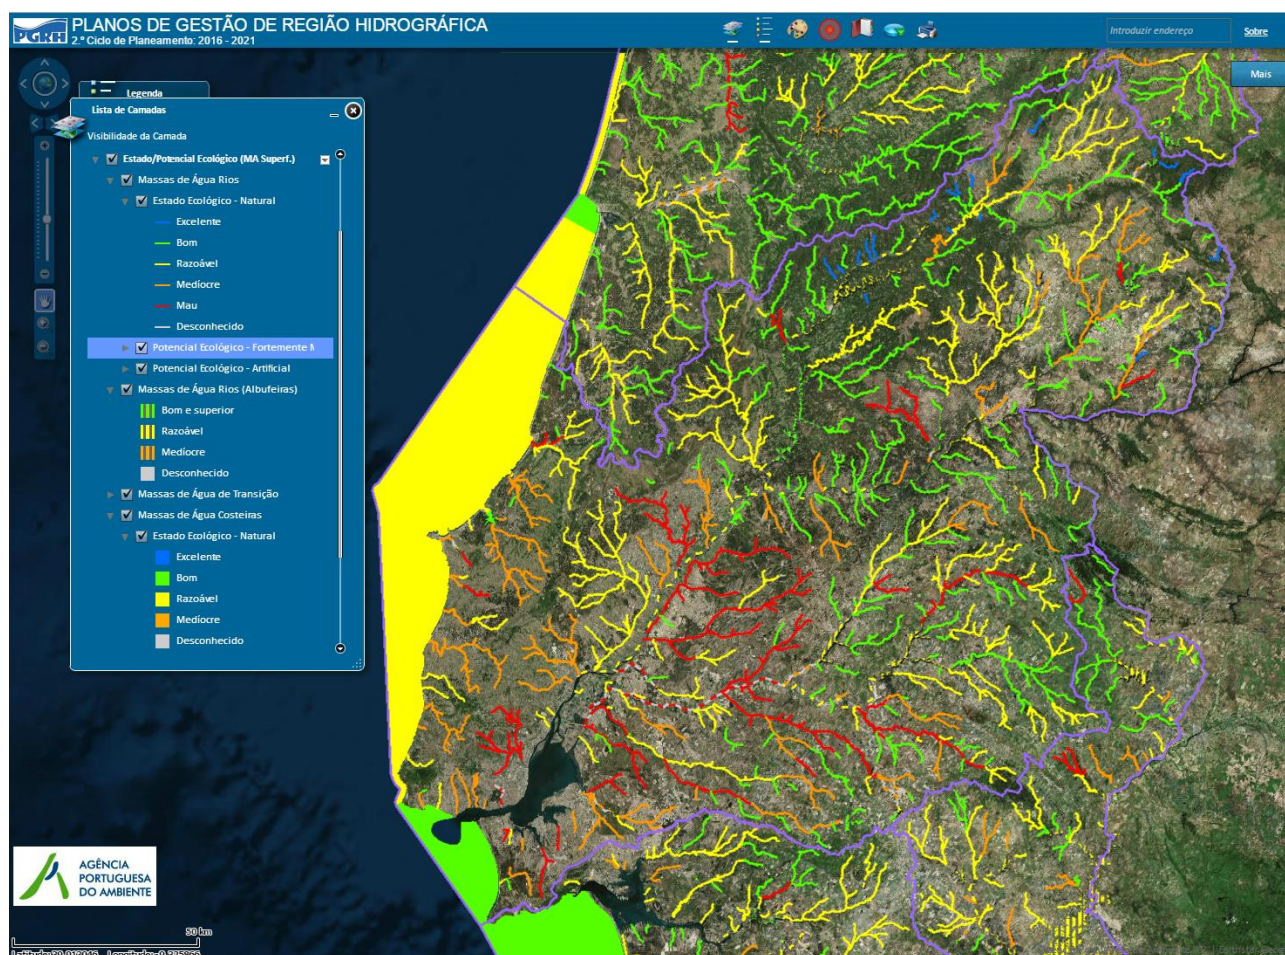 PGRH
PLANOS DE GESTÃO DE REGIÃO HIDROGRÁFICA
2.º Ciclo de Planeamento: 2016 - 2021
Introduzir endereço
Sobre
Mais
Legenda
Lista de Camadas
Visibilidade da Camada
Estado/Potencial Ecológico (MA Superf.)
Massas de Água Rios
Estado Ecológico - Natural
Excelente
Bom
Razoável
Medíocre
Mau
Desconhecido
Potencial Ecológico - Fortemente M
Potencial Ecológico - Artificial
Massas de Água Rios (Albufeiras)
Bom e superior
Razoável
Medíocre
Desconhecido
Massas de Água de Transição
Massas de Água Costeiras
Estado Ecológico - Natural
Excelente
Bom
Razoável
Medíocre
Desconhecido
AGÊNCIA
PORTUGUESA
DO AMBIENTE
50 km